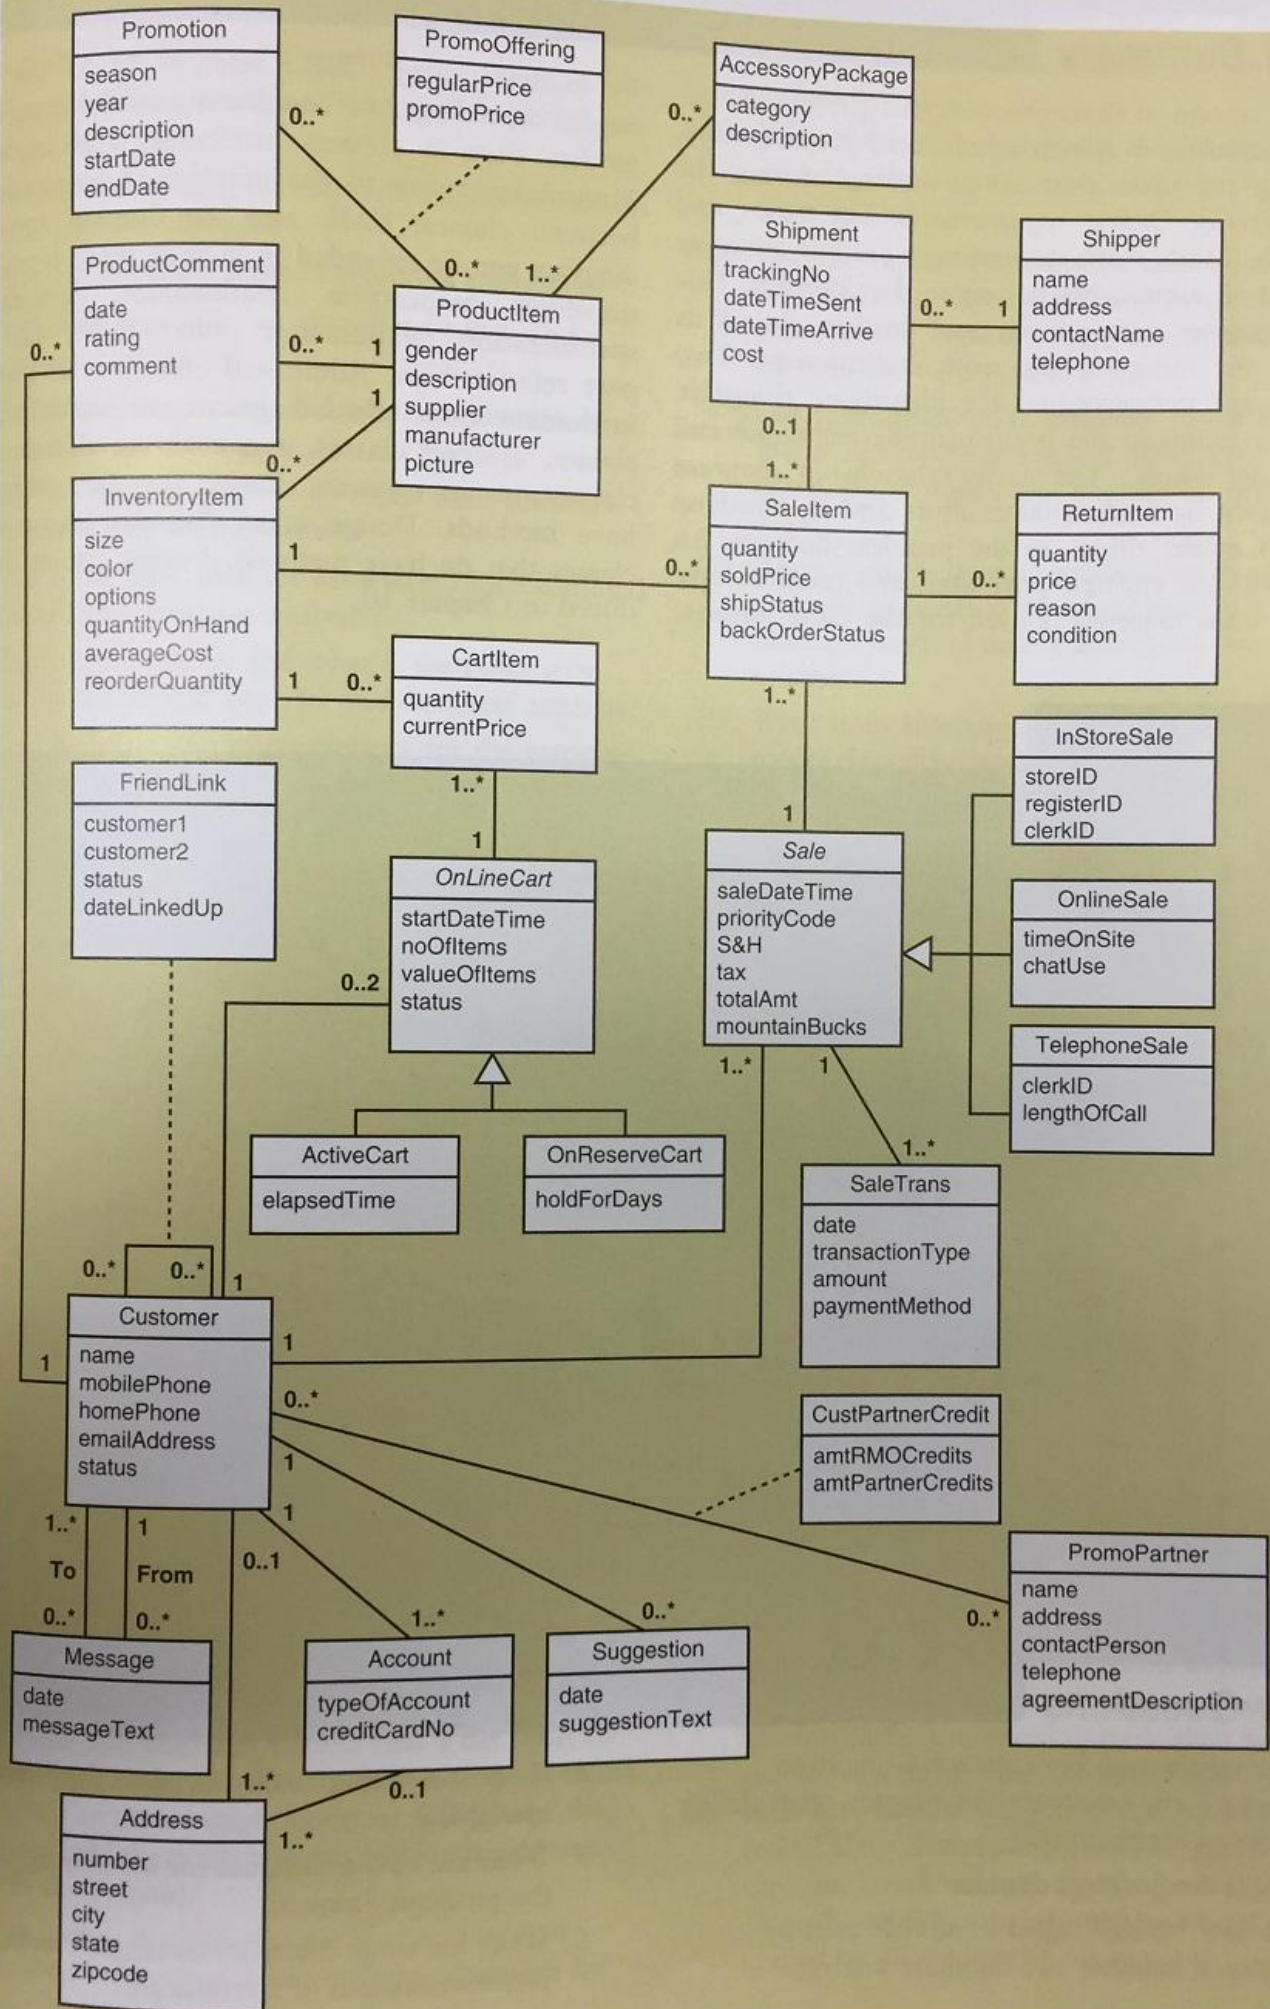 Promotion
season
year
description
startDate
endDate
0..*
PromoOffering
regularPrice
promoPrice
AccessoryPackage
category
description
0..*
0..*
1..*
ProductComment
date
rating
comment
0..*
0..*
1
ProductItem
gender
description
supplier
manufacturer
picture
1
0..*
Shipment
trackingNo
dateTimeSent
dateTimeArrive
cost
0..*
1
Shipper
name
address
contactName
telephone
0..1
1..*
InventoryItem
size
color
options
quantityOnHand
averageCost
reorderQuantity
1
0..*
1
0..*
SaleItem
quantity
soldPrice
shipStatus
backOrderStatus
1
0..*
ReturnItem
quantity
price
reason
condition
CartItem
quantity
currentPrice
1..*
1
1..*
1
FriendLink
customer1
customer2
status
dateLinkedUp
OnLineCart
startDateTime
noOfItems
valueOfItems
status
0..2
Sale
saleDateTime
priorityCode
S&H
tax
totalAmt
mountainBucks
InStoreSale
storeID
registerID
clerkID
OnlineSale
timeOnSite
chatUse
TelephoneSale
clerkID
lengthOfCall
1..*
1
1..*
ActiveCart
elapsedTime
OnReserveCart
holdForDays
SaleTrans
date
transactionType
amount
paymentMethod
0..*
0..*
1
Customer
name
mobilePhone
homePhone
emailAddress
status
1
1
0..*
1
1
CustPartnerCredit
amtRMOCredits
amtPartnerCredits
1..*
To
0..*
1
From
0..*
0..1
1..*
0..*
0..*
PromoPartner
name
address
contactPerson
telephone
agreementDescription
Message
date
messageText
Account
typeOfAccount
creditCardNo
Suggestion
date
suggestionText
1..*
0..1
1..*
Address
number
street
city
state
zipcode